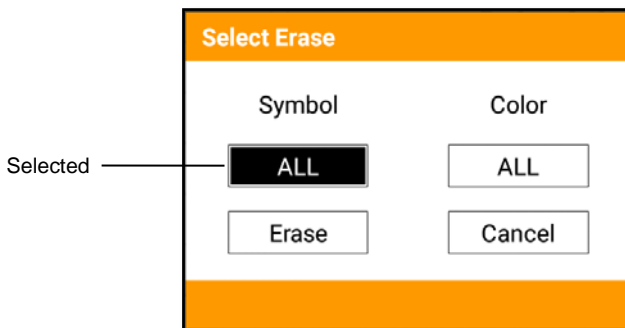 Select Erase
Symbol Color
Selected ALL ALL
Erase Cancel